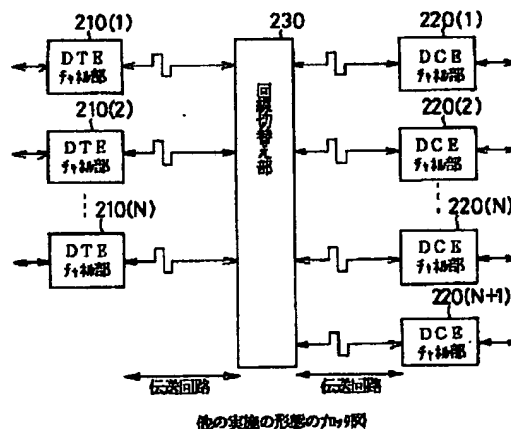 210(1)
DTE
チャネル部
210(2)
DTE
チャネル部
210(N)
DTE
チャネル部
230
回線切替え部
220(1)
DCE
チャネル部
220(2)
DCE
チャネル部
220(N)
DCE
チャネル部
220(N+1)
DCE
チャネル部
伝送回路
伝送回路
他の実施の形態のブロック図